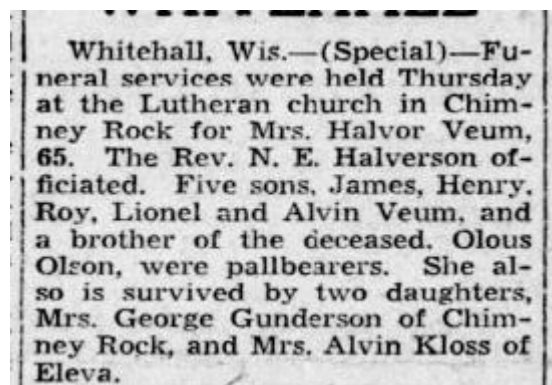 Whitehall, Wis.—(Special)—Fu-
neral services were held Thursday
at the Lutheran church in Chim-
ney Rock for Mrs. Halvor Veum,
65. The Rev. N. E. Halverson of-
ficiated. Five sons, James, Henry,
Roy, Lionel and Alvin Veum, and
a brother of the deceased, Olous
Olson, were pallbearers. She al-
so is survived by two daughters,
Mrs. George Gunderson of Chim-
ney Rock, and Mrs. Alvin Kloss of
Eleva.